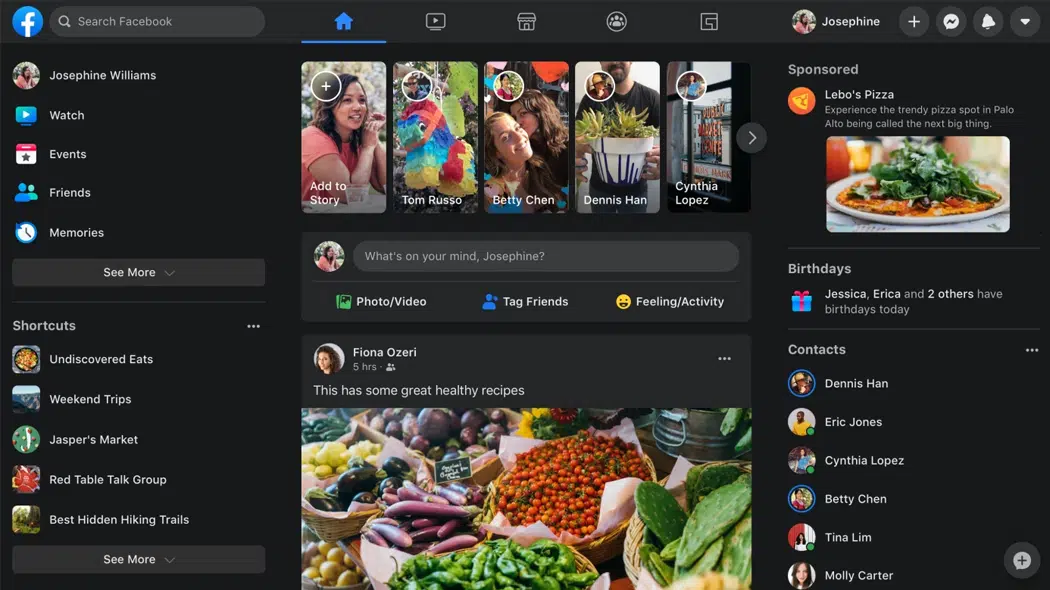 Search Facebook
Josephine
Josephine Williams
Watch
Events
Friends
Memories
See More
Shortcuts
Undiscovered Eats
Weekend Trips
Jasper's Market
Red Table Talk Group
Best Hidden Hiking Trails
See More
Add to
Story
Tom Russo
Betty Chen
Dennis Han
Cynthia
Lopez
What's on your mind, Josephine?
Photo/Video
Tag Friends
Feeling/Activity
Fiona Ozeri
5 hrs ·
This has some great healthy recipes
Sponsored
Lebo's Pizza
Experience the trendy pizza spot in Palo
Alto being called the next big thing.
Birthdays
Jessica, Erica and 2 others have
birthdays today
Contacts
Dennis Han
Eric Jones
Cynthia Lopez
Betty Chen
Tina Lim
Molly Carter